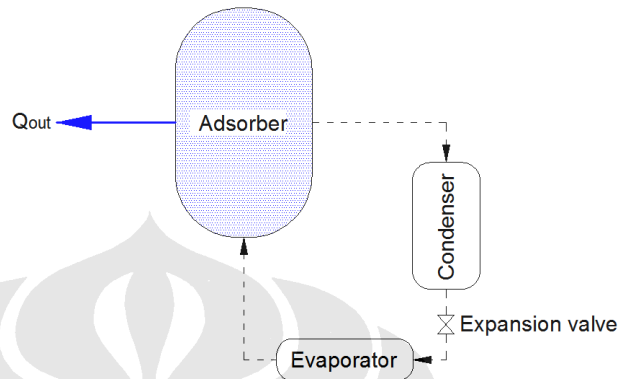 Adsorber
Qout
Condenser
Expansion valve
Evaporator